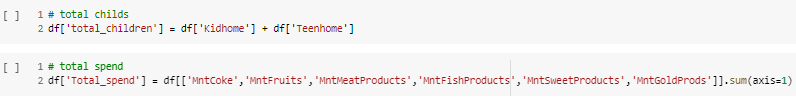 [ ] 1 # total childs
2 df['total_children'] = df['Kidhome'] + df['Teenhome']
[ ] 1 # total spend
2 df['Total_spend'] = df[['MntCoke','MntFruits','MntMeatProducts','MntFishProducts','MntSweetProducts','MntGoldProds']].sum(axis=1)